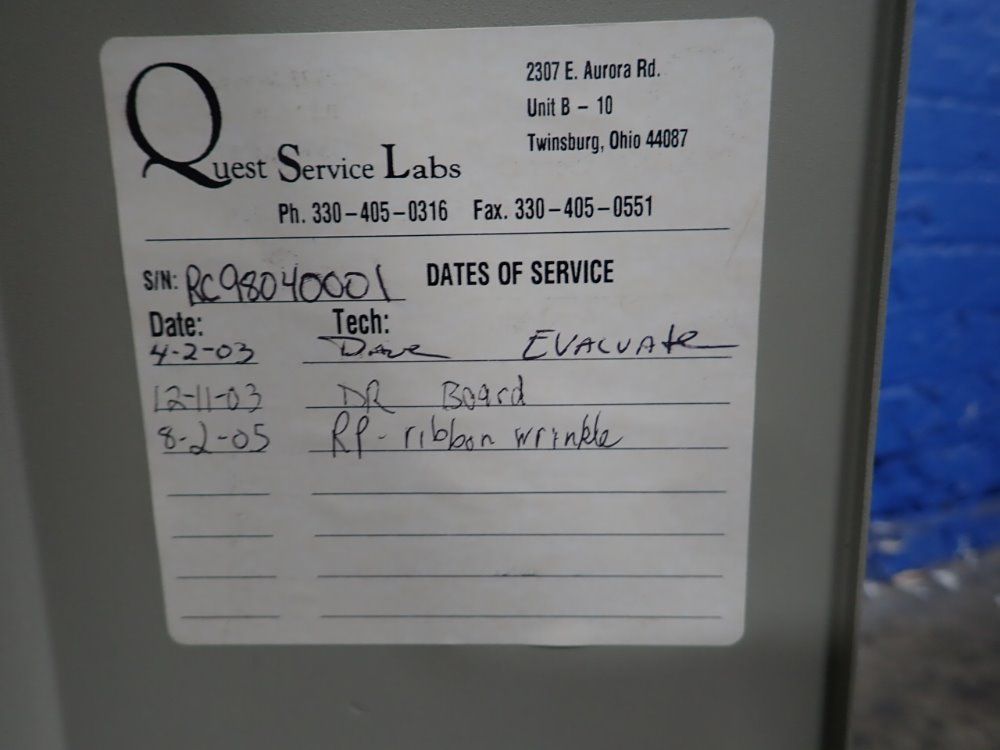 Quest Service Labs
2307 E. Aurora Rd.
Unit B – 10
Twinsburg, Ohio 44087
Ph. 330–405–0316 Fax. 330–405–0551
S/N: RC98040001 DATES OF SERVICE
Date: Tech:
4-2-03 Dave EVALUAte
12-11-03 DR Board
8-2-05 RP - ribbon wrinkle